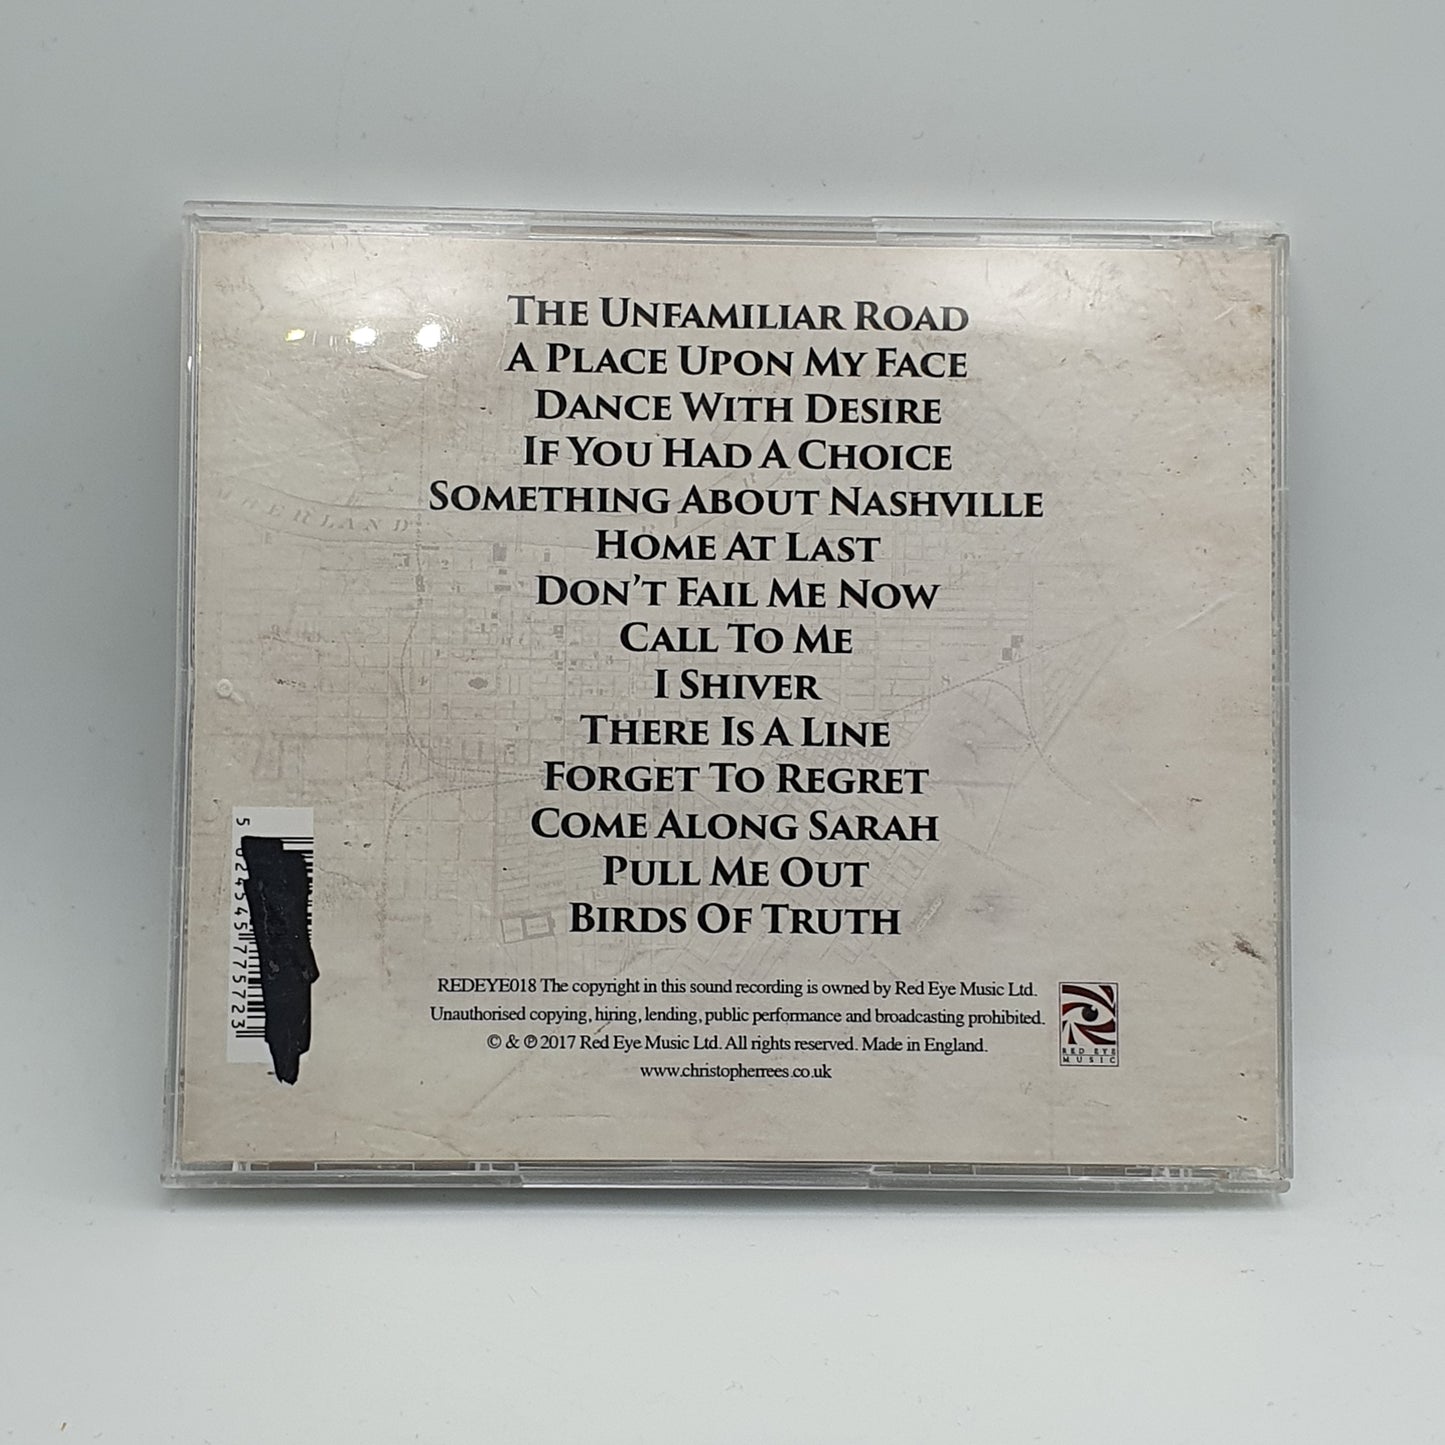 THE UNFAMILIAR ROAD
A PLACE UPON MY FACE
DANCE WITH DESIRE
IF YOU HAD A CHOICE
SOMETHING ABOUT NASHVILLE
HOME AT LAST
DON'T FAIL ME NOW
CALL TO ME
I SHIVER
THERE IS A LINE
FORGET TO REGRET
COME ALONG SARAH
PULL ME OUT
BIRDS OF TRUTH
REDEYE018 The copyright in this sound recording is owned by Red Eye Music Ltd.
Unauthorised copying, hiring, lending, public performance and broadcasting prohibited.
© & ℗ 2017 Red Eye Music Ltd. All rights reserved. Made in England.
www.christopherrees.co.uk
RED EYE
MUSIC